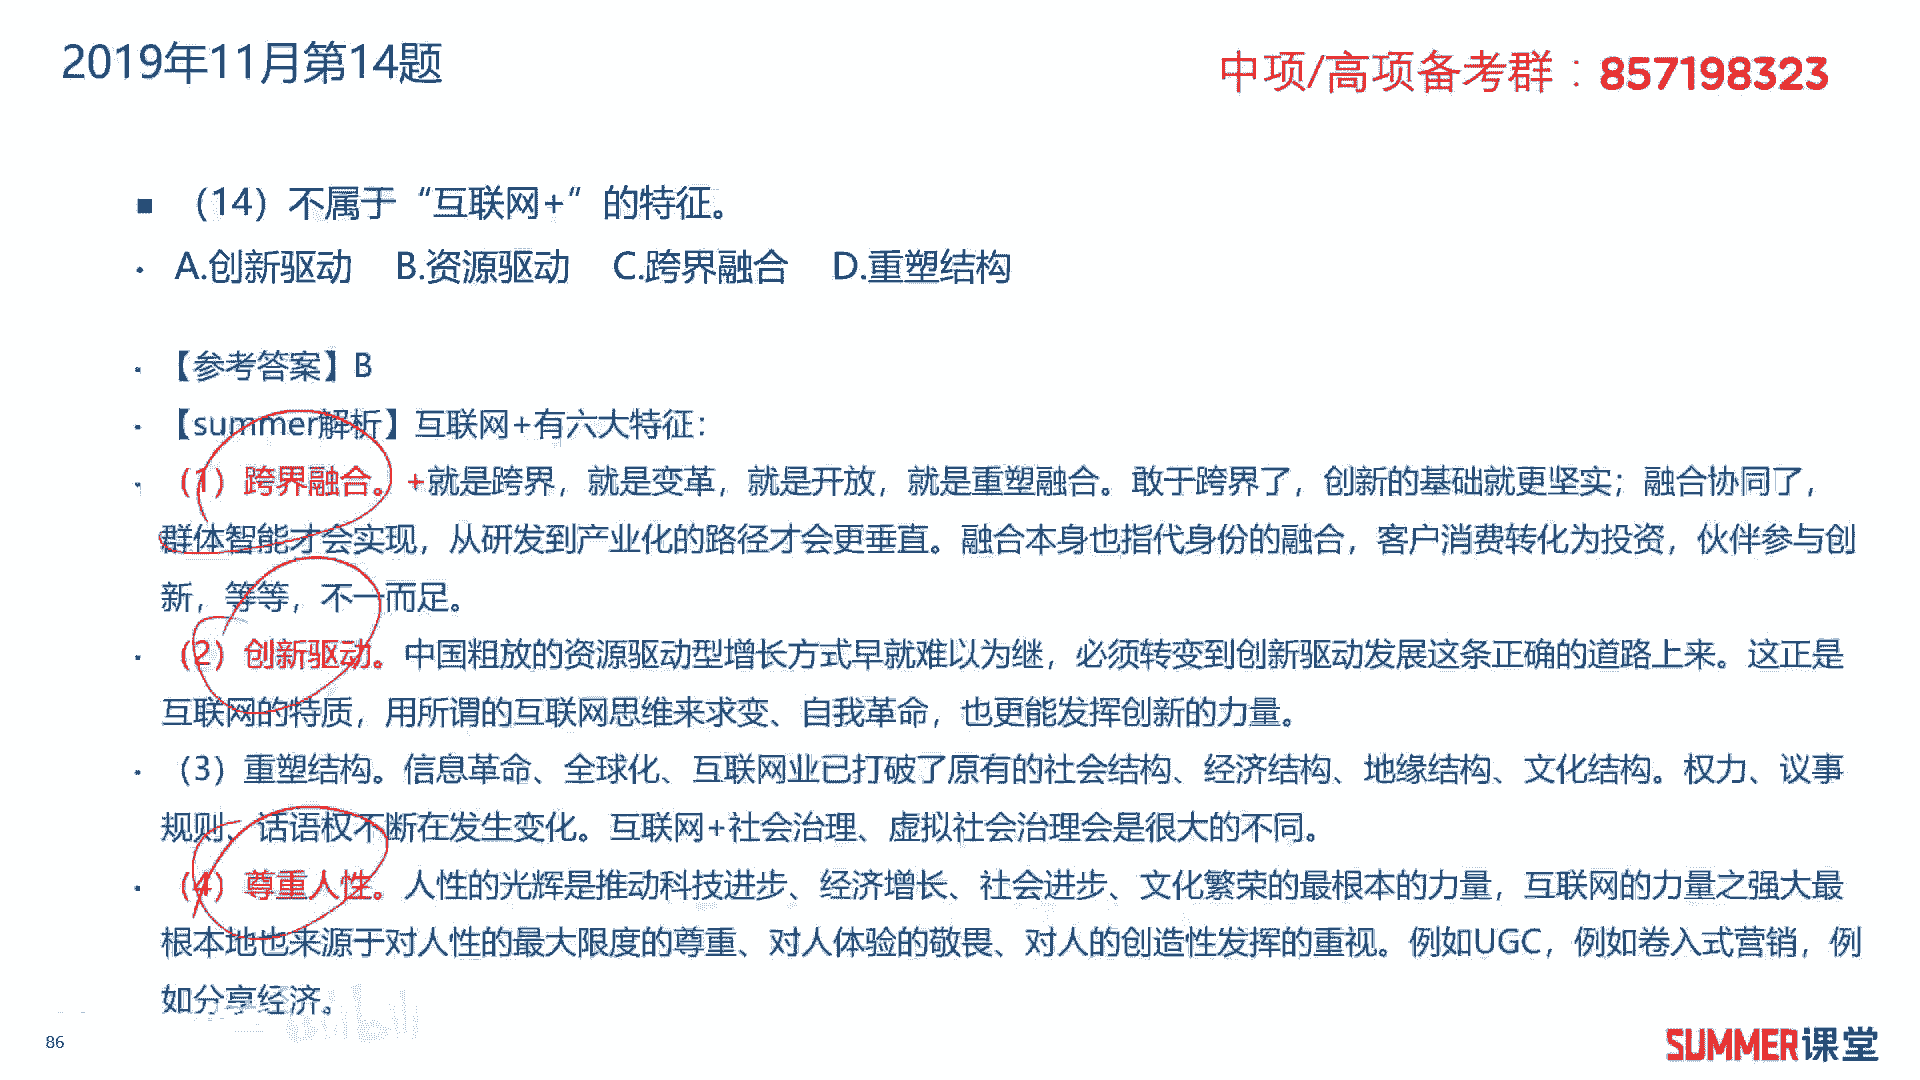 2019年11月第14题
中项/高项备考群：857198323
（14）不属于“互联网+”的特征。
A.创新驱动 B.资源驱动 C.跨界融合 D.重塑结构
【参考答案】B
【summer解析】互联网+有六大特征：
（1）跨界融合。+就是跨界，就是变革，就是开放，就是重塑融合。敢于跨界了，创新的基础就更坚实；融合协同了，
群体智能才会实现，从研发到产业化的路径才会更垂直。融合本身也指代身份的融合，客户消费转化为投资，伙伴参与创
新，等等，不一而足。
（2）创新驱动。中国粗放的资源驱动型增长方式早就难以为继，必须转变到创新驱动发展这条正确的道路上来。这正是
互联网的特质，用所谓的互联网思维来求变、自我革命，也更能发挥创新的力量。
（3）重塑结构。信息革命、全球化、互联网业已打破了原有的社会结构、经济结构、地缘结构、文化结构。权力、议事
规则、话语权不断在发生变化。互联网+社会治理、虚拟社会治理会是很大的不同。
（4）尊重人性。人性的光辉是推动科技进步、经济增长、社会进步、文化繁荣的最根本的力量，互联网的力量之强大最
根本地也来源于对人性的最大限度的尊重、对人体验的敬畏、对人的创造性发挥的重视。例如UGC，例如卷入式营销，例
如分享经济。
86
SUMMER课堂